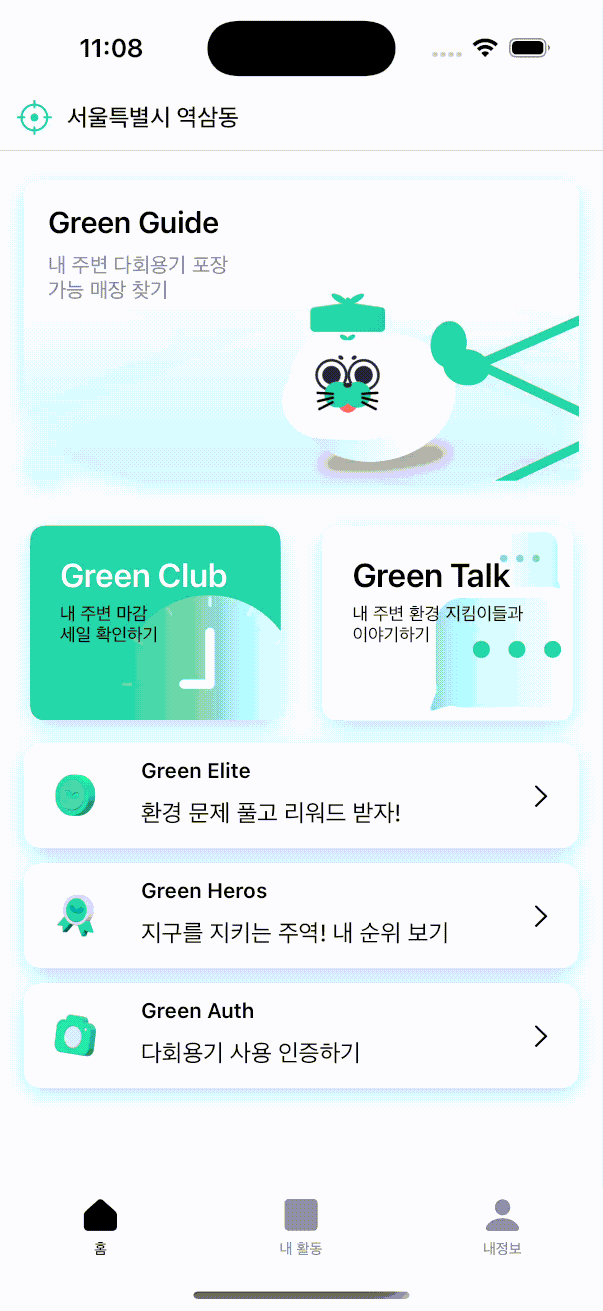 11:08
서울특별시 역삼동
Green Guide
내 주변 다회용기 포장
가능 매장 찾기
Green Club
내 주변 마감
세일 확인하기
Green Talk
내 주변 환경 지킴이들과
이야기하기
Green Elite
환경 문제 풀고 리워드 받자!
Green Heros
지구를 지키는 주역! 내 순위 보기
Green Auth
다회용기 사용 인증하기
홈
내 활동
내정보